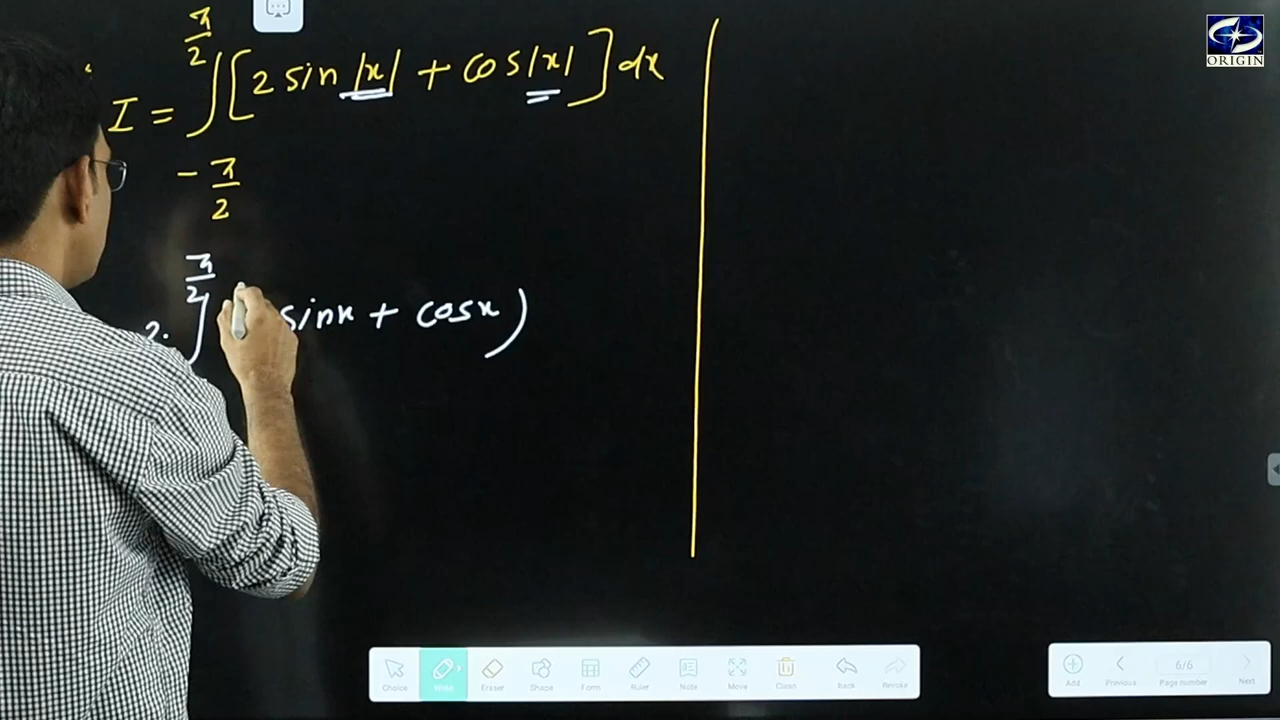 I = ∫ [2 sin |x| + cos |x| ] dx
π/2
- π/2
π/2
2. ∫ sinx + cosx )
ORIGIN
Choice Write Eraser Shape Form Ruler Note Move Clean Back Revoke
Add Previous 6/6 Page number Next